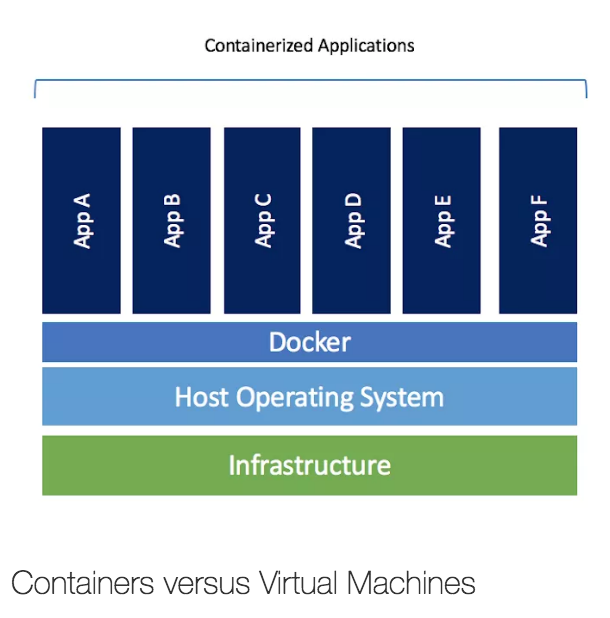 Containerized Applications
App A
App B
App C
App D
App E
App F
Docker
Host Operating System
Infrastructure
Containers versus Virtual Machines